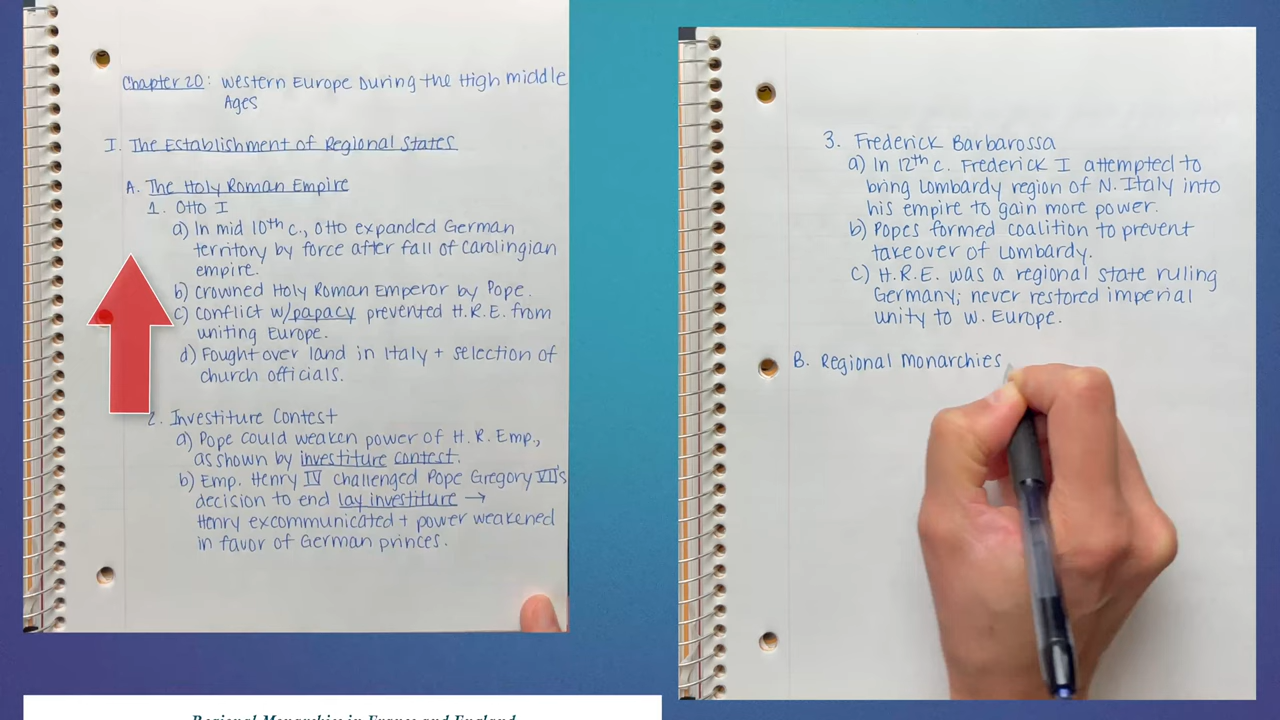 Chapter 20: Western Europe During the High middle
Ages
I. The Establishment of Regional States
A. The Holy Roman Empire
1. Otto I
a) In mid 10th c., Otto expanded German
territory by force after fall of Carolingian
empire.
b) crowned Holy Roman Emperor by Pope.
c) conflict w/papacy prevented H.R.E. from
uniting Europe.
d) Fought over land in Italy + selection of
church officials.
2. Investiture Contest
a) Pope could weaken power of H.R. Emp.,
as shown by investiture contest.
b) Emp. Henry IV challenged Pope Gregory VII's
decision to end lay investiture →
Henry excommunicated + power weakened
in favor of German princes.
3. Frederick Barbarossa
a) In 12th c. Frederick I attempted to
bring Lombardy region of N. Italy into
his empire to gain more power.
b) Popes formed coalition to prevent
takeover of Lombardy.
c) H.R.E. was a regional state ruling
Germany; never restored imperial
unity to W. Europe.
B. Regional Monarchies
Regional Monarchies in France and England